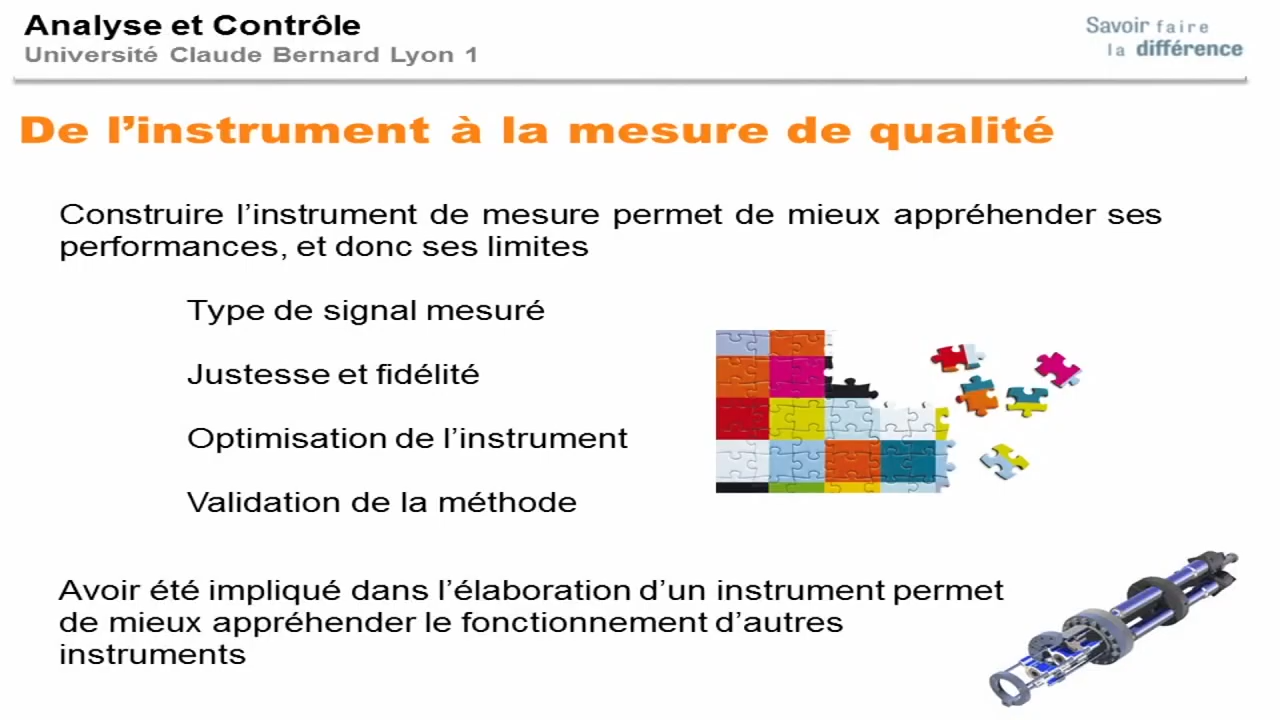 Analyse et Contrôle
Université Claude Bernard Lyon 1
Savoir faire
la différence
De l’instrument à la mesure de qualité
Construire l’instrument de mesure permet de mieux appréhender ses
performances, et donc ses limites
Type de signal mesuré
Justesse et fidélité
Optimisation de l’instrument
Validation de la méthode
Avoir été impliqué dans l’élaboration d’un instrument permet
de mieux appréhender le fonctionnement d’autres
instruments